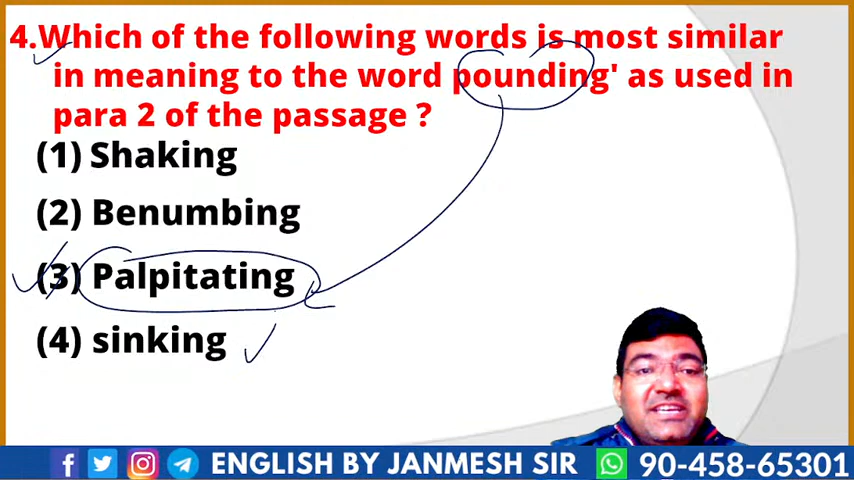 4.Which of the following words is most similar
in meaning to the word pounding' as used in
para 2 of the passage ?
(1) Shaking
(2) Benumbing
(3) Palpitating
(4) sinking
ENGLISH BY JANMESH SIR 90-458-65301